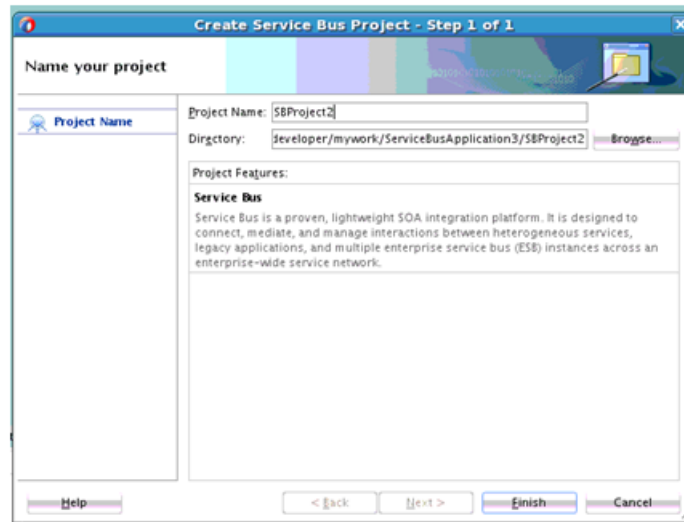 Create Service Bus Project - Step 1 of 1
Name your project
Project Name
Project Name: SBProject2
Directory: developer/mywork/ServiceBusApplication3/SBProject2 Browse...
Project Features:
Service Bus
Service Bus is a proven, lightweight SOA integration platform. It is designed to
connect, mediate, and manage interactions between heterogeneous services,
legacy applications, and multiple enterprise service bus (ESB) instances across an
enterprise-wide service network.
Help < Back Next > Finish Cancel